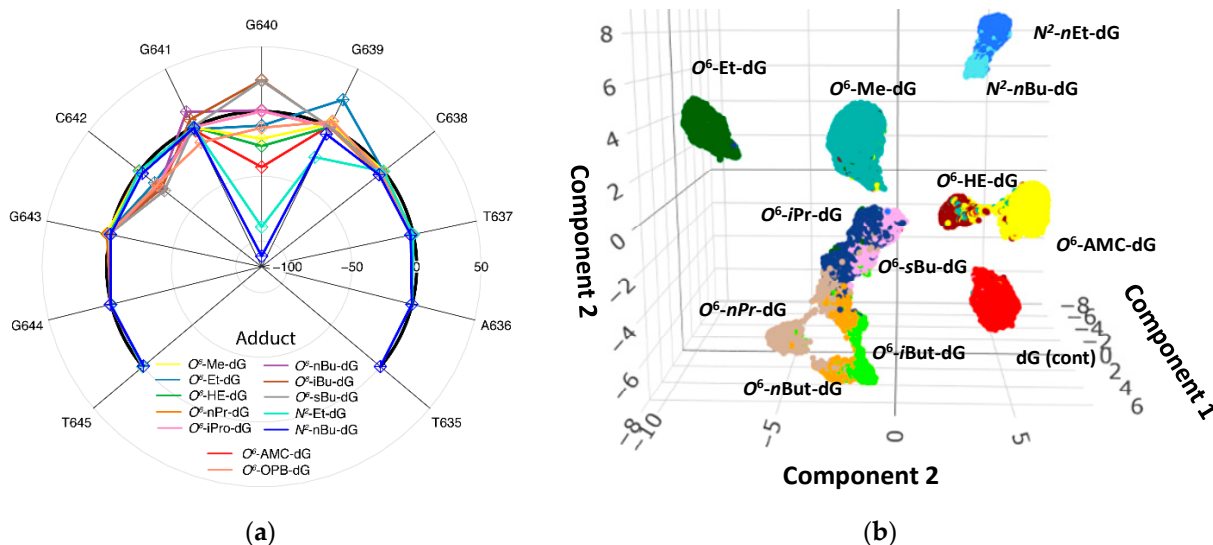 G640
G641
G639
C642
C638
G643
T637
G644
A636
T645
T635
-100
-50
0
50
Adduct
O⁶-Me-dG
O⁶-nBu-dG
O⁶-Et-dG
O⁶-iBu-dG
O⁶-HE-dG
O⁶-sBu-dG
O⁶-nPr-dG
N²-Et-dG
O⁶-iPro-dG
N²-nBu-dG
O⁶-AMC-dG
O⁶-OPB-dG
(a)
8
6
4
2
0
−2
−4
−6
−8
−10
−5
0
5
−8
−6
−4
−2
0
2
4
6
N²-nEt-dG
O⁶-Et-dG
O⁶-Me-dG
N²-nBu-dG
O⁶-HE-dG
O⁶-iPr-dG
O⁶-AMC-dG
O⁶-sBu-dG
O⁶-nPr-dG
O⁶-iBut-dG
dG (cont)
O⁶-nBut-dG
Component 2
Component 1
Component 2
(b)